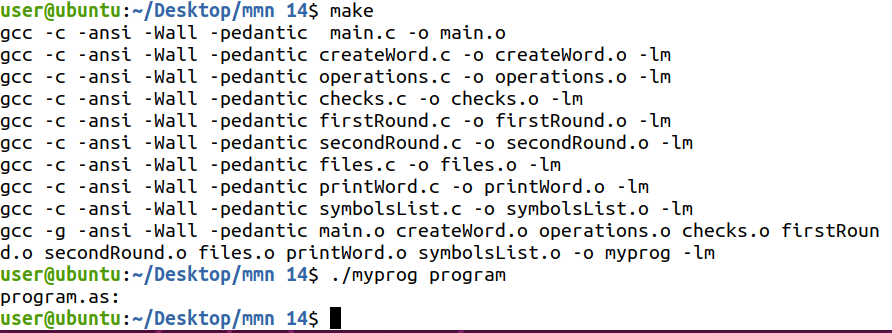 user@ubuntu:~/Desktop/mmn 14$ make
gcc -c -ansi -Wall -pedantic  main.c -o main.o
gcc -c -ansi -Wall -pedantic createWord.c -o createWord.o -lm
gcc -c -ansi -Wall -pedantic operations.c -o operations.o -lm
gcc -c -ansi -Wall -pedantic checks.c -o checks.o -lm
gcc -c -ansi -Wall -pedantic firstRound.c -o firstRound.o -lm
gcc -c -ansi -Wall -pedantic secondRound.c -o secondRound.o -lm
gcc -c -ansi -Wall -pedantic files.c -o files.o -lm
gcc -c -ansi -Wall -pedantic printWord.c -o printWord.o -lm
gcc -c -ansi -Wall -pedantic symbolsList.c -o symbolsList.o -lm
gcc -g -ansi -Wall -pedantic main.o createWord.o operations.o checks.o firstRoun
d.o secondRound.o files.o printWord.o symbolsList.o -o myprog -lm
user@ubuntu:~/Desktop/mmn 14$ ./myprog program
program.as:
user@ubuntu:~/Desktop/mmn 14$